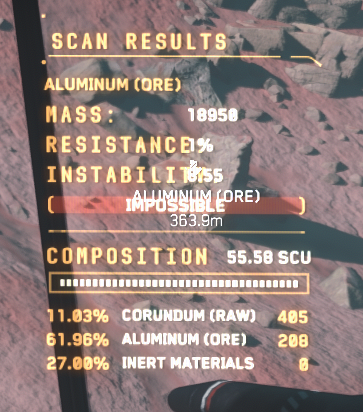 SCAN RESULTS
ALUMINUM (ORE)
MASS: 18950
RESISTANCE 1%
INSTABILITY:
ALUMINUM (ORE)
IMPOSSIBLE
363.9m
COMPOSITION 55.58 SCU
11.03% CORUNDUM (RAW) 405
61.96% ALUMINUM (ORE) 208
27.00% INERT MATERIALS 0